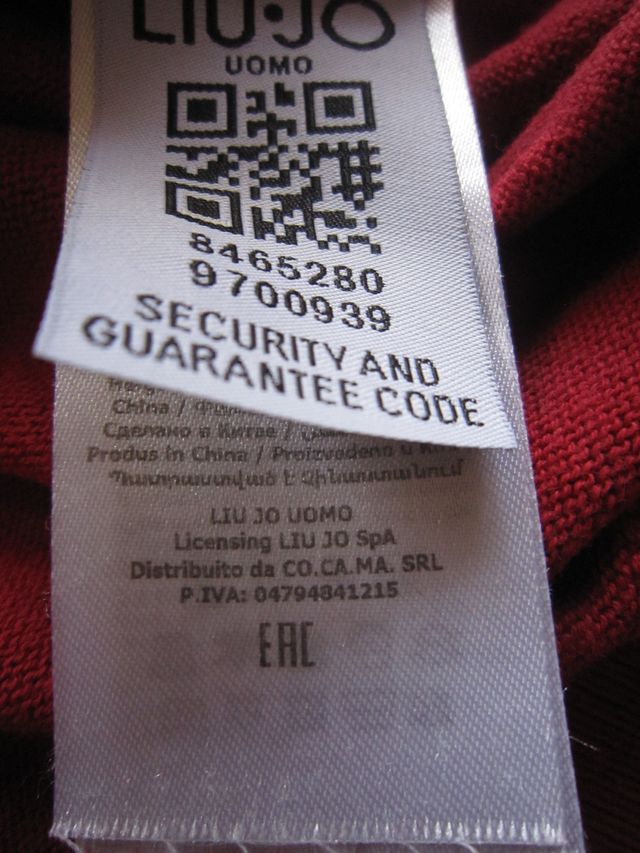 LIU·JO
UOMO
8465280
9700939
SECURITY AND
GUARANTEE CODE
China /
Сделано в Китае /
Produs in China / Proizvedeno u
Պատրաստված է Չինաստանում
LIU JO UOMO
Licensing LIU JO SpA
Distribuito da CO.CA.MA. SRL
P.IVA: 04794841215
EAC